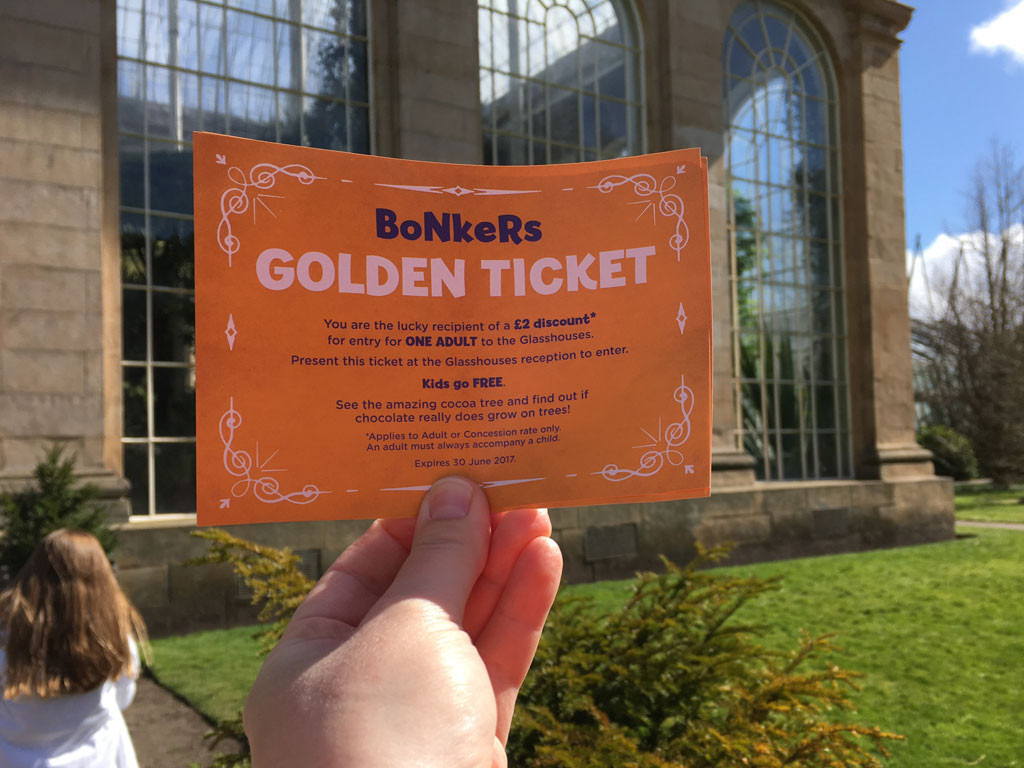 BoNkeRs
GOLDEN TICKET
You are the lucky recipient of a £2 discount*
for entry for ONE ADULT to the Glasshouses.
Present this ticket at the Glasshouses reception to enter.
Kids go FREE.
See the amazing cocoa tree and find out if
chocolate really does grow on trees!
*Applies to Adult or Concession rate only.
An adult must always accompany a child.
Expires 30 June 2017.